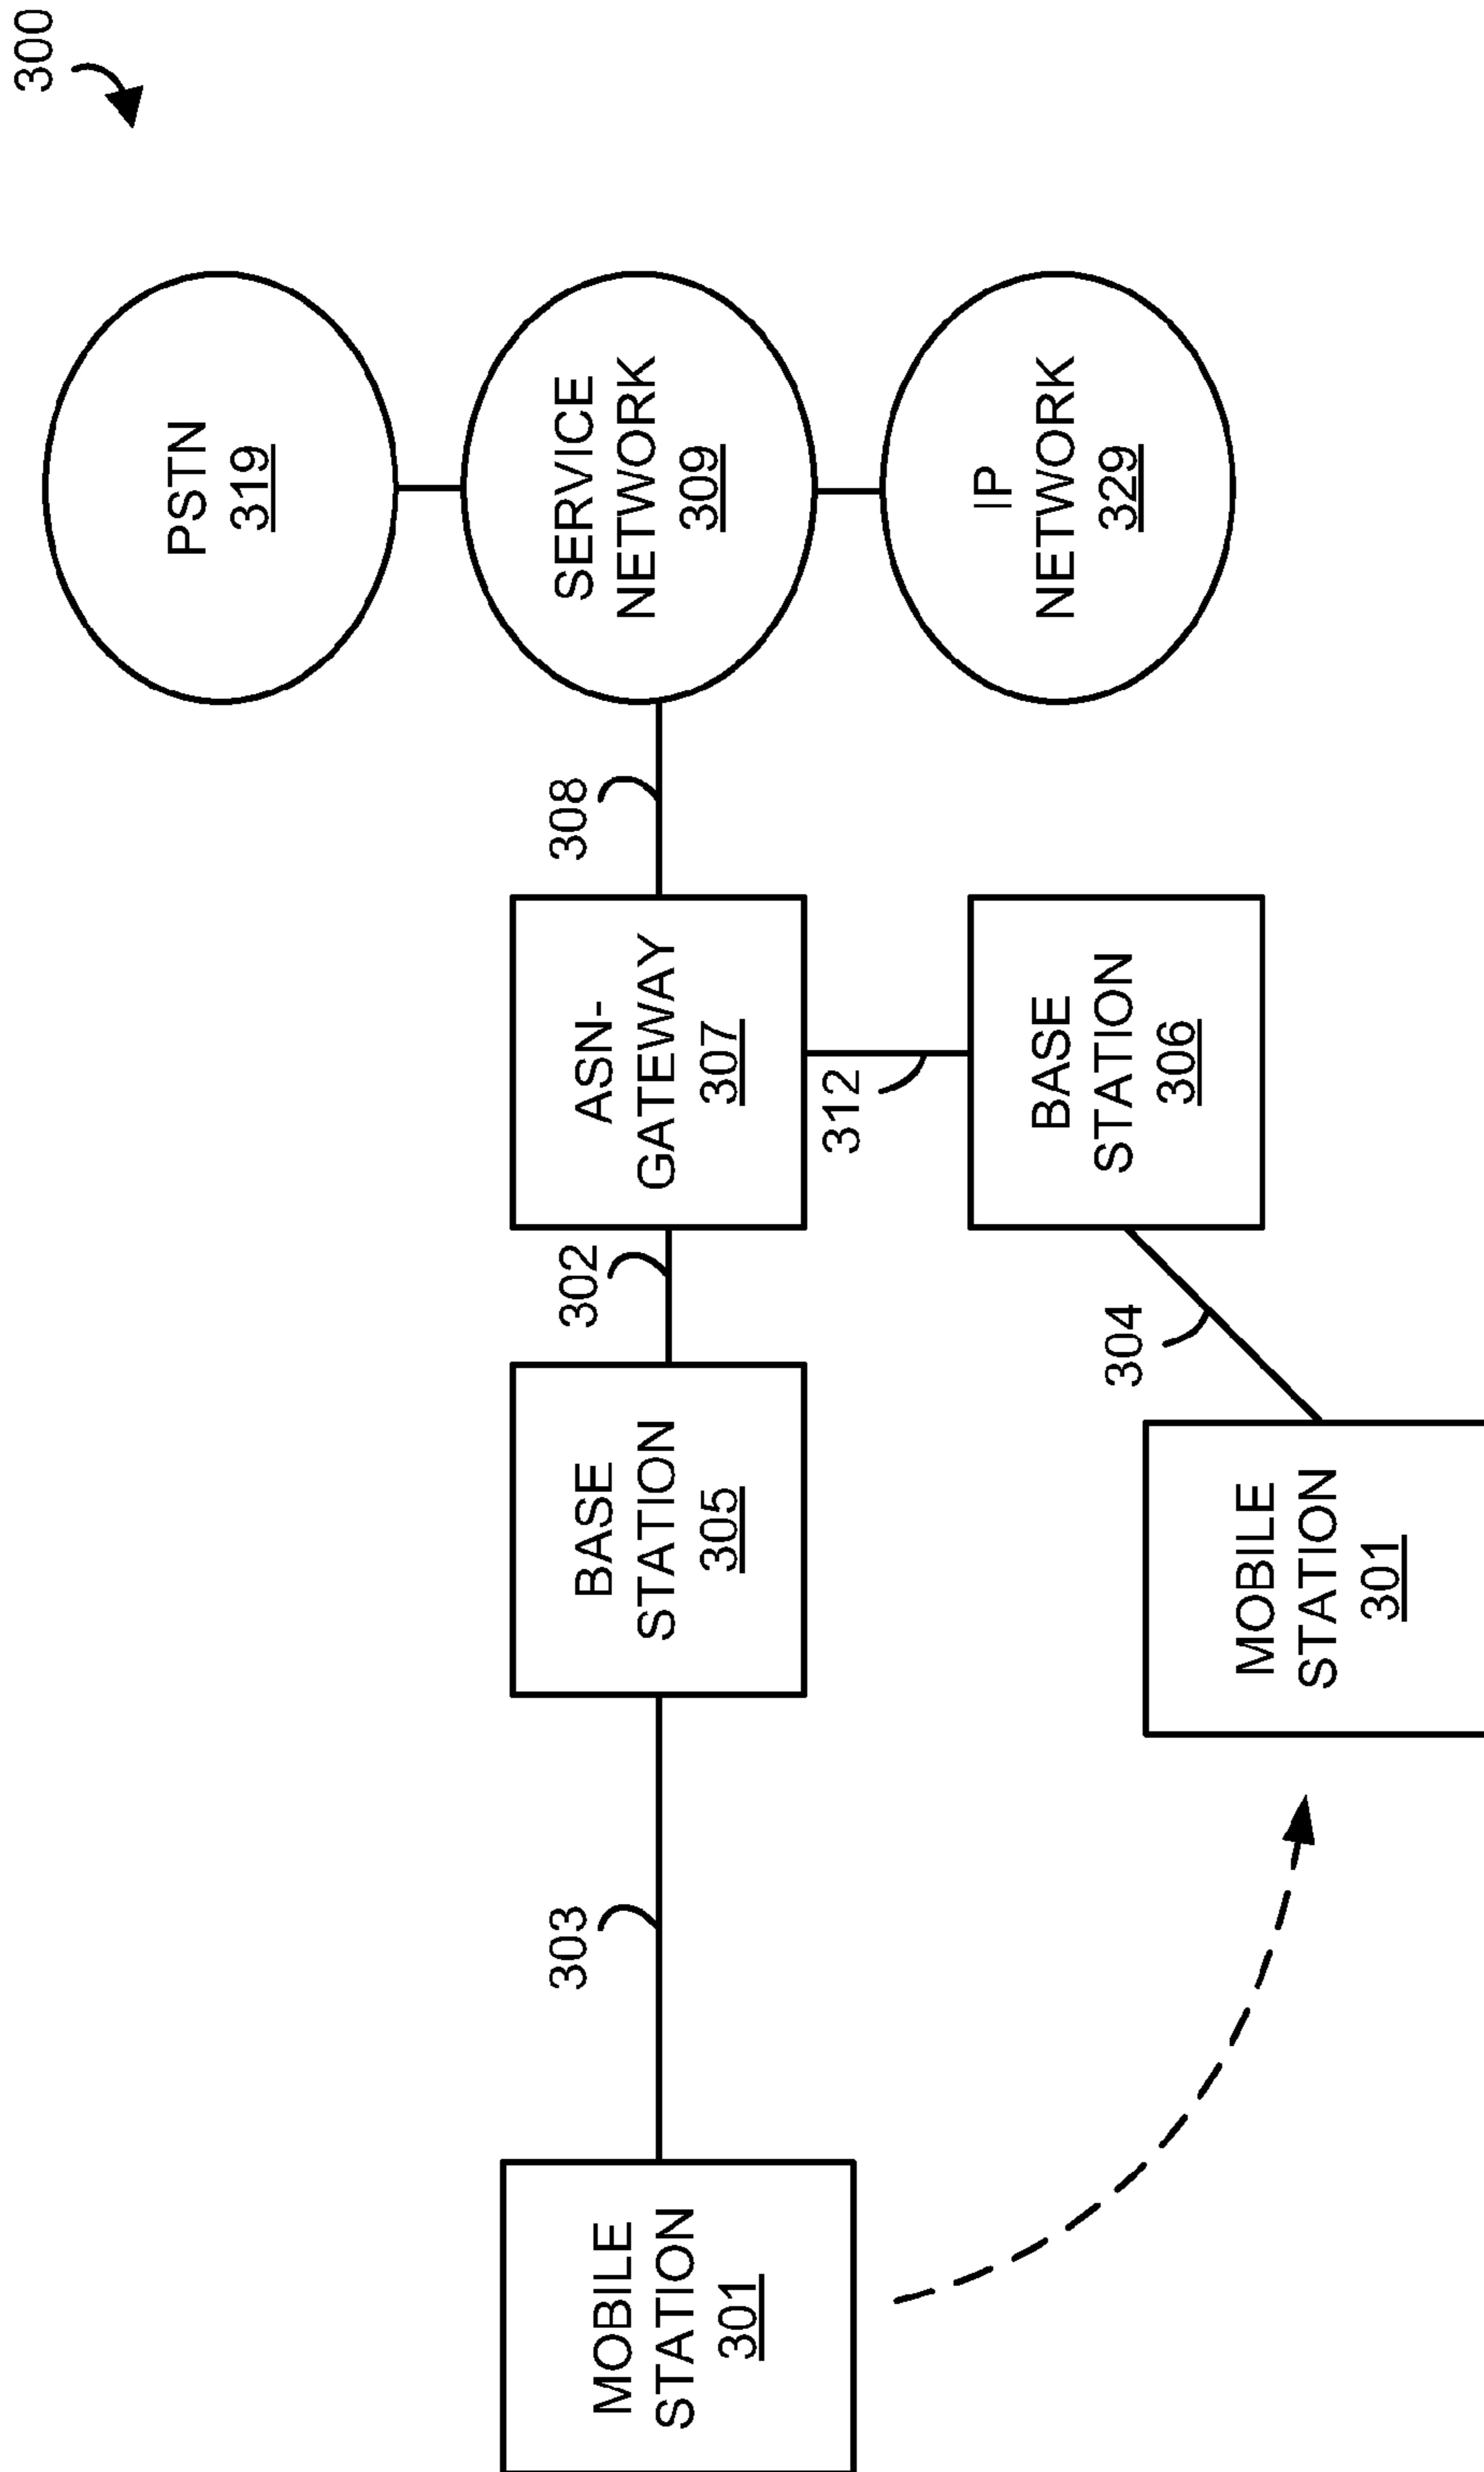 300
PSTN
319
SERVICE
NETWORK
309
IP
NETWORK
329
308
ASN-
GATEWAY
307
312
BASE
STATION
306
302
304
BASE
STATION
305
MOBILE
STATION
301
303
MOBILE
STATION
301